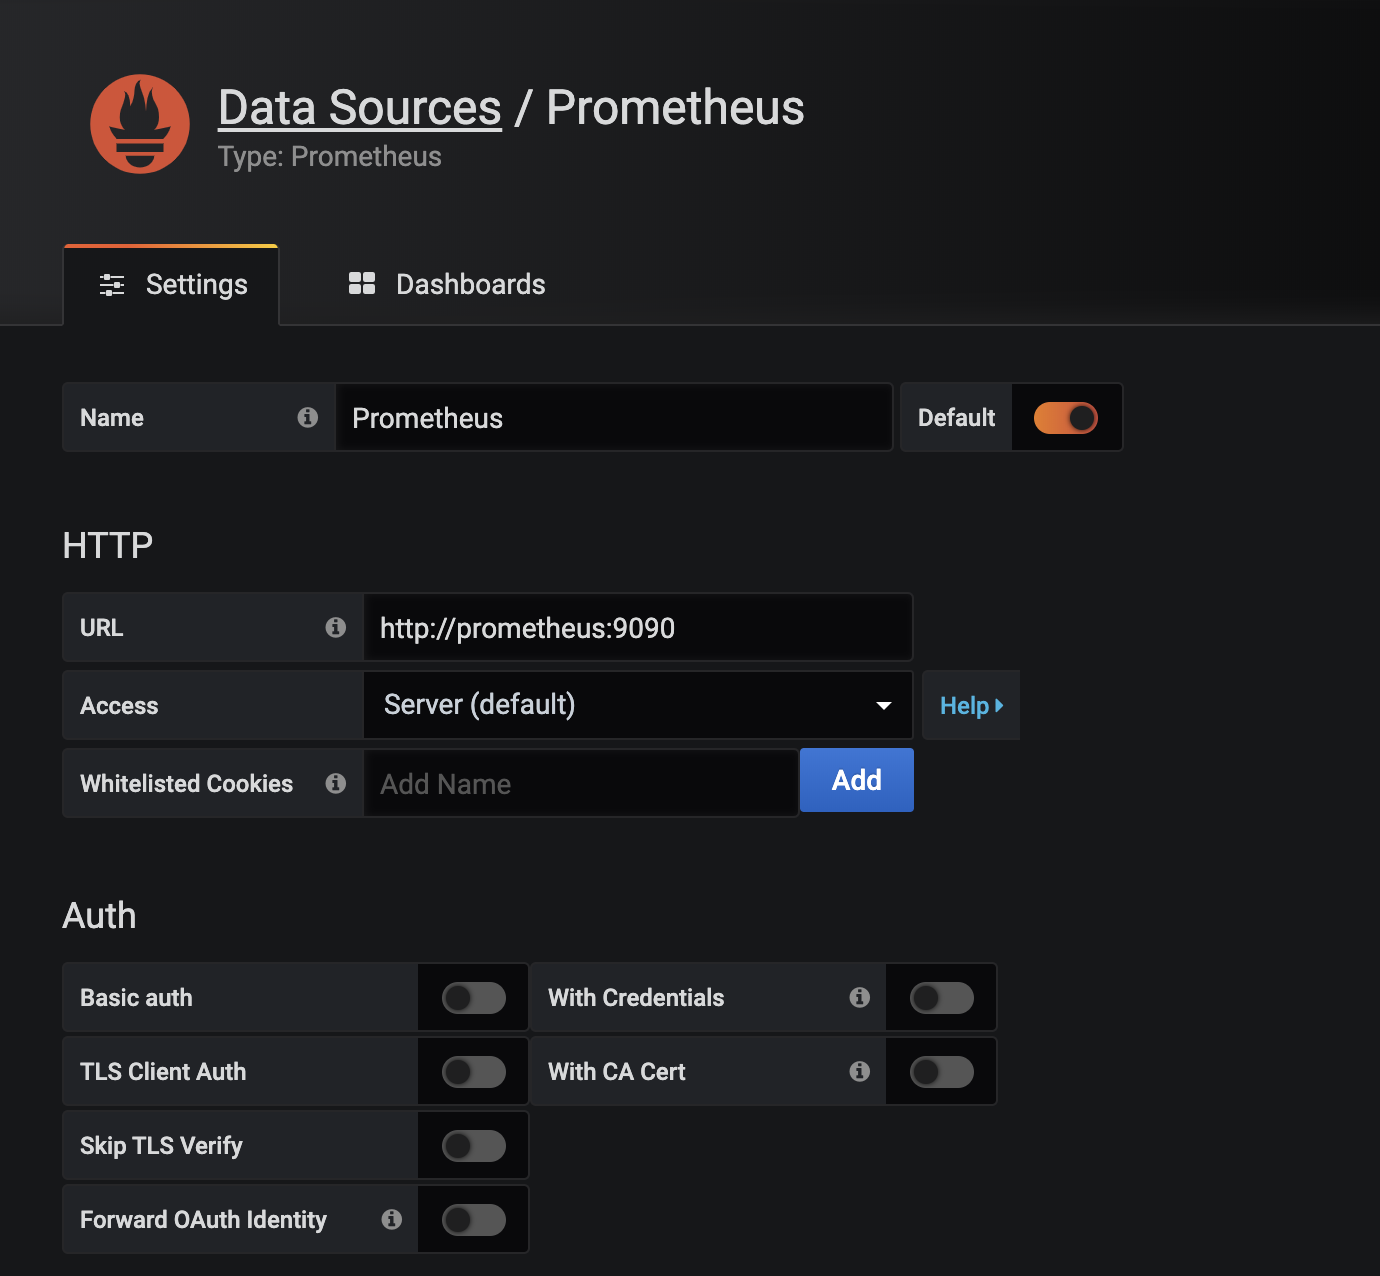 Data Sources / Prometheus
Type: Prometheus
Settings Dashboards
Name Prometheus Default
HTTP
URL http://prometheus:9090
Access Server (default) Help
Whitelisted Cookies Add Name Add
Auth
Basic auth With Credentials
TLS Client Auth With CA Cert
Skip TLS Verify
Forward OAuth Identity